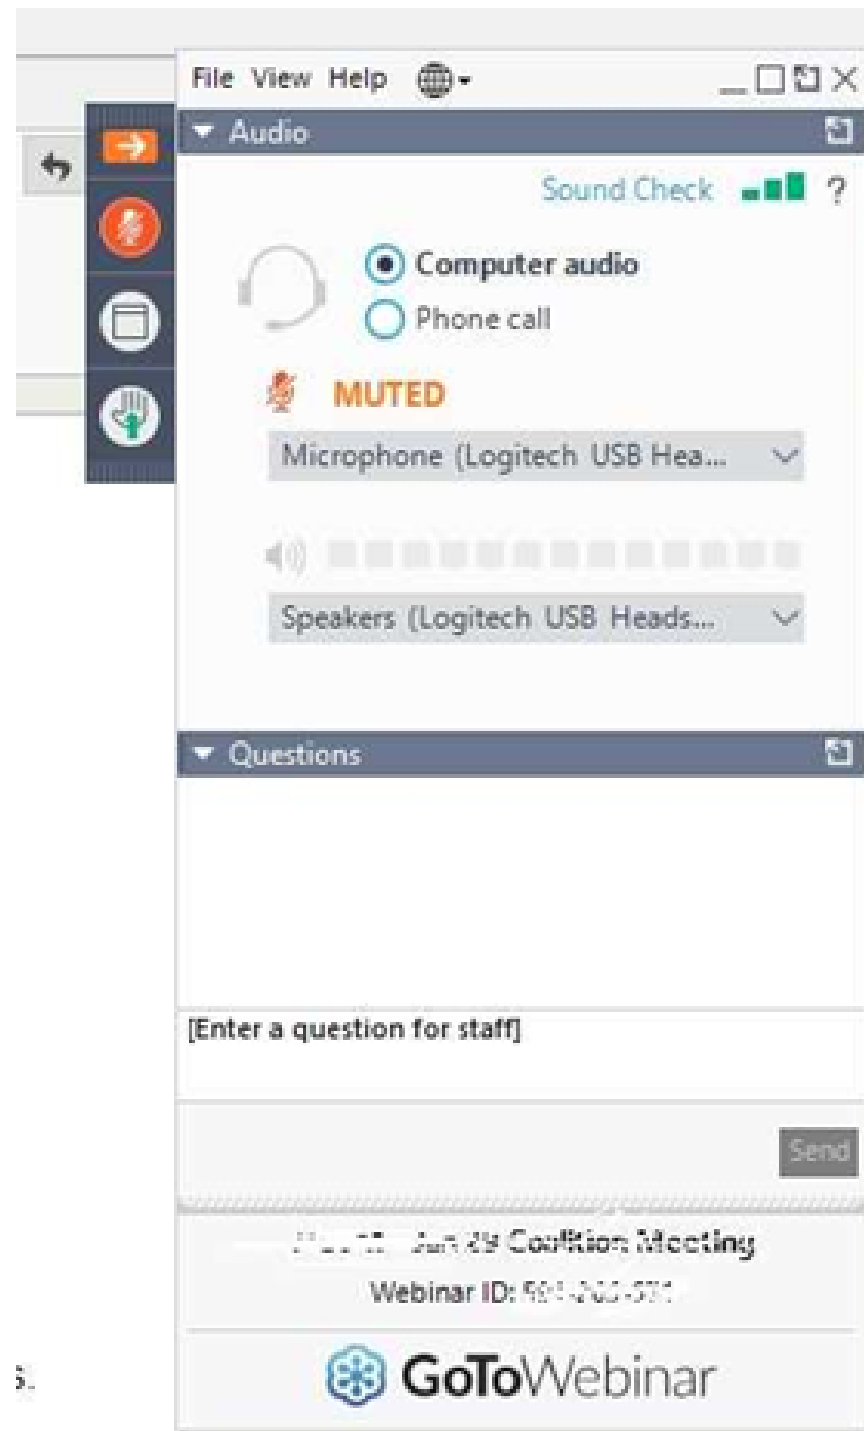 File View Help
Audio
Sound Check ?
Computer audio
Phone call
MUTED
Microphone (Logitech USB Hea...
Speakers (Logitech USB Heads...
Questions
[Enter a question for staff]
Send
Coalition Meeting
Webinar ID:
s.
GoToWebinar